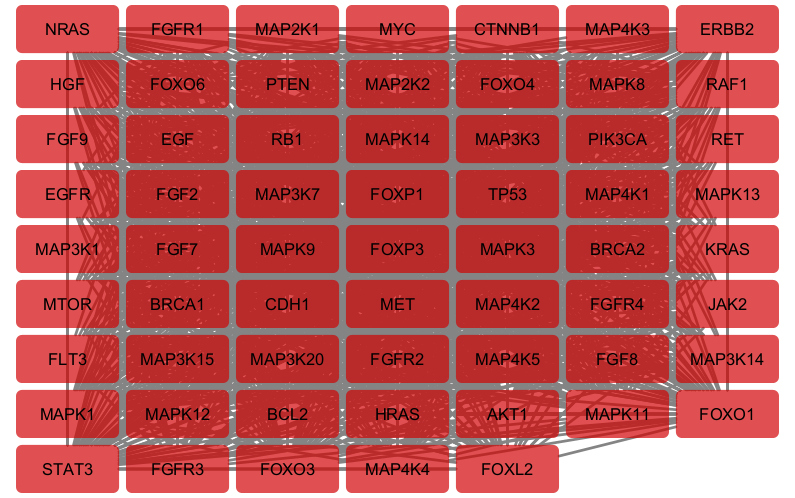 NRAS FGFR1 MAP2K1 MYC CTNNB1 MAP4K3 ERBB2
HGF FOXO6 PTEN MAP2K2 FOXO4 MAPK8 RAF1
FGF9 EGF RB1 MAPK14 MAP3K3 PIK3CA RET
EGFR FGF2 MAP3K7 FOXP1 TP53 MAP4K1 MAPK13
MAP3K1 FGF7 MAPK9 FOXP3 MAPK3 BRCA2 KRAS
MTOR BRCA1 CDH1 MET MAP4K2 FGFR4 JAK2
FLT3 MAP3K15 MAP3K20 FGFR2 MAP4K5 FGF8 MAP3K14
MAPK1 MAPK12 BCL2 HRAS AKT1 MAPK11 FOXO1
STAT3 FGFR3 FOXO3 MAP4K4 FOXL2